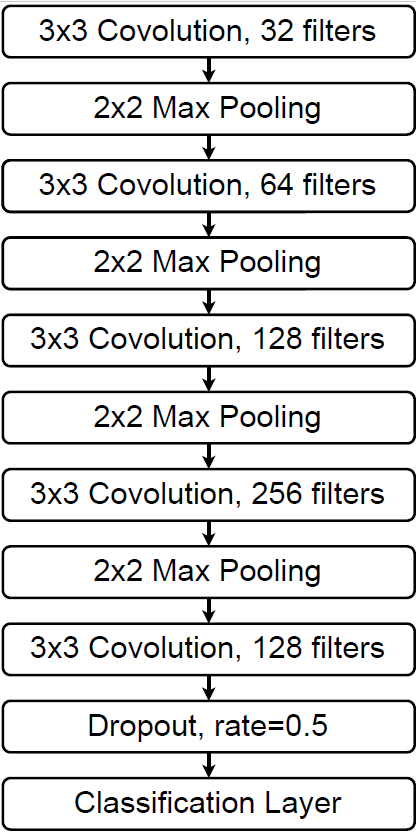 3x3 Covolution, 32 filters
2x2 Max Pooling
3x3 Covolution, 64 filters
2x2 Max Pooling
3x3 Covolution, 128 filters
2x2 Max Pooling
3x3 Covolution, 256 filters
2x2 Max Pooling
3x3 Covolution, 128 filters
Dropout, rate=0.5
Classification Layer